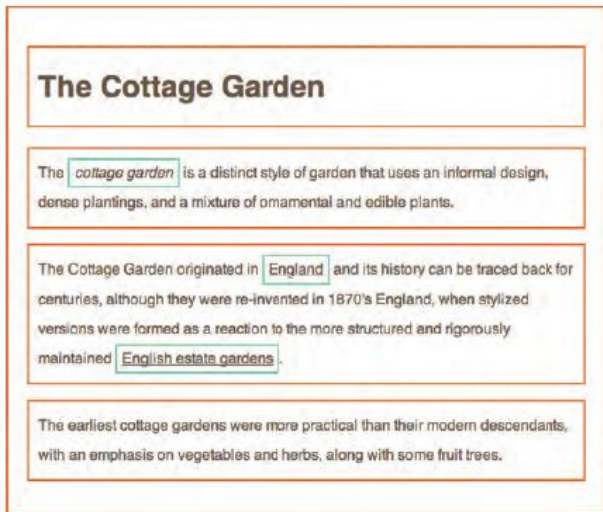 The Cottage Garden
The cottage garden is a distinct style of garden that uses an informal design,
dense plantings, and a mixture of ornamental and edible plants.
The Cottage Garden originated in England and its history can be traced back for
centuries, although they were re-invented in 1870's England, when stylized
versions were formed as a reaction to the more structured and rigorously
maintained English estate gardens.
The earliest cottage gardens were more practical than their modern descendants,
with an emphasis on vegetables and herbs, along with some fruit trees.